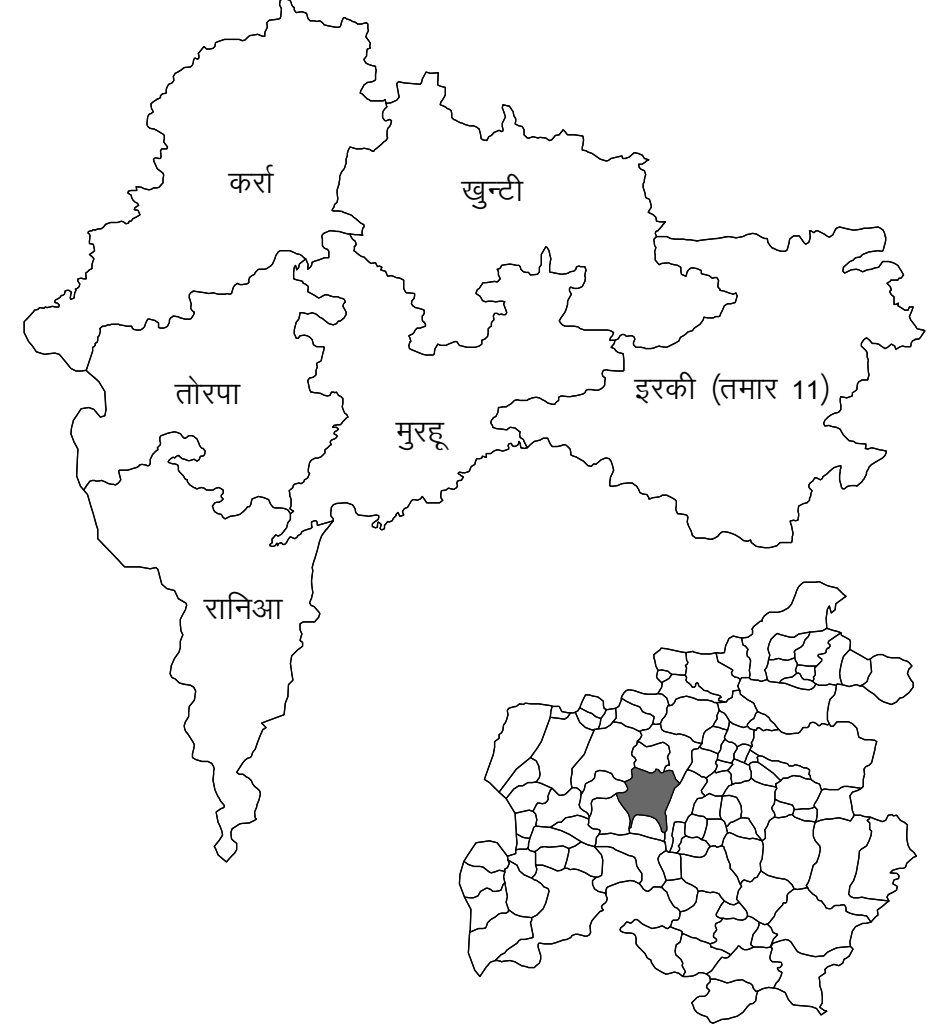 कर्रा
खुन्टी
तोरपा
इरकी (तमार 11)
मुरहू
रानिआ